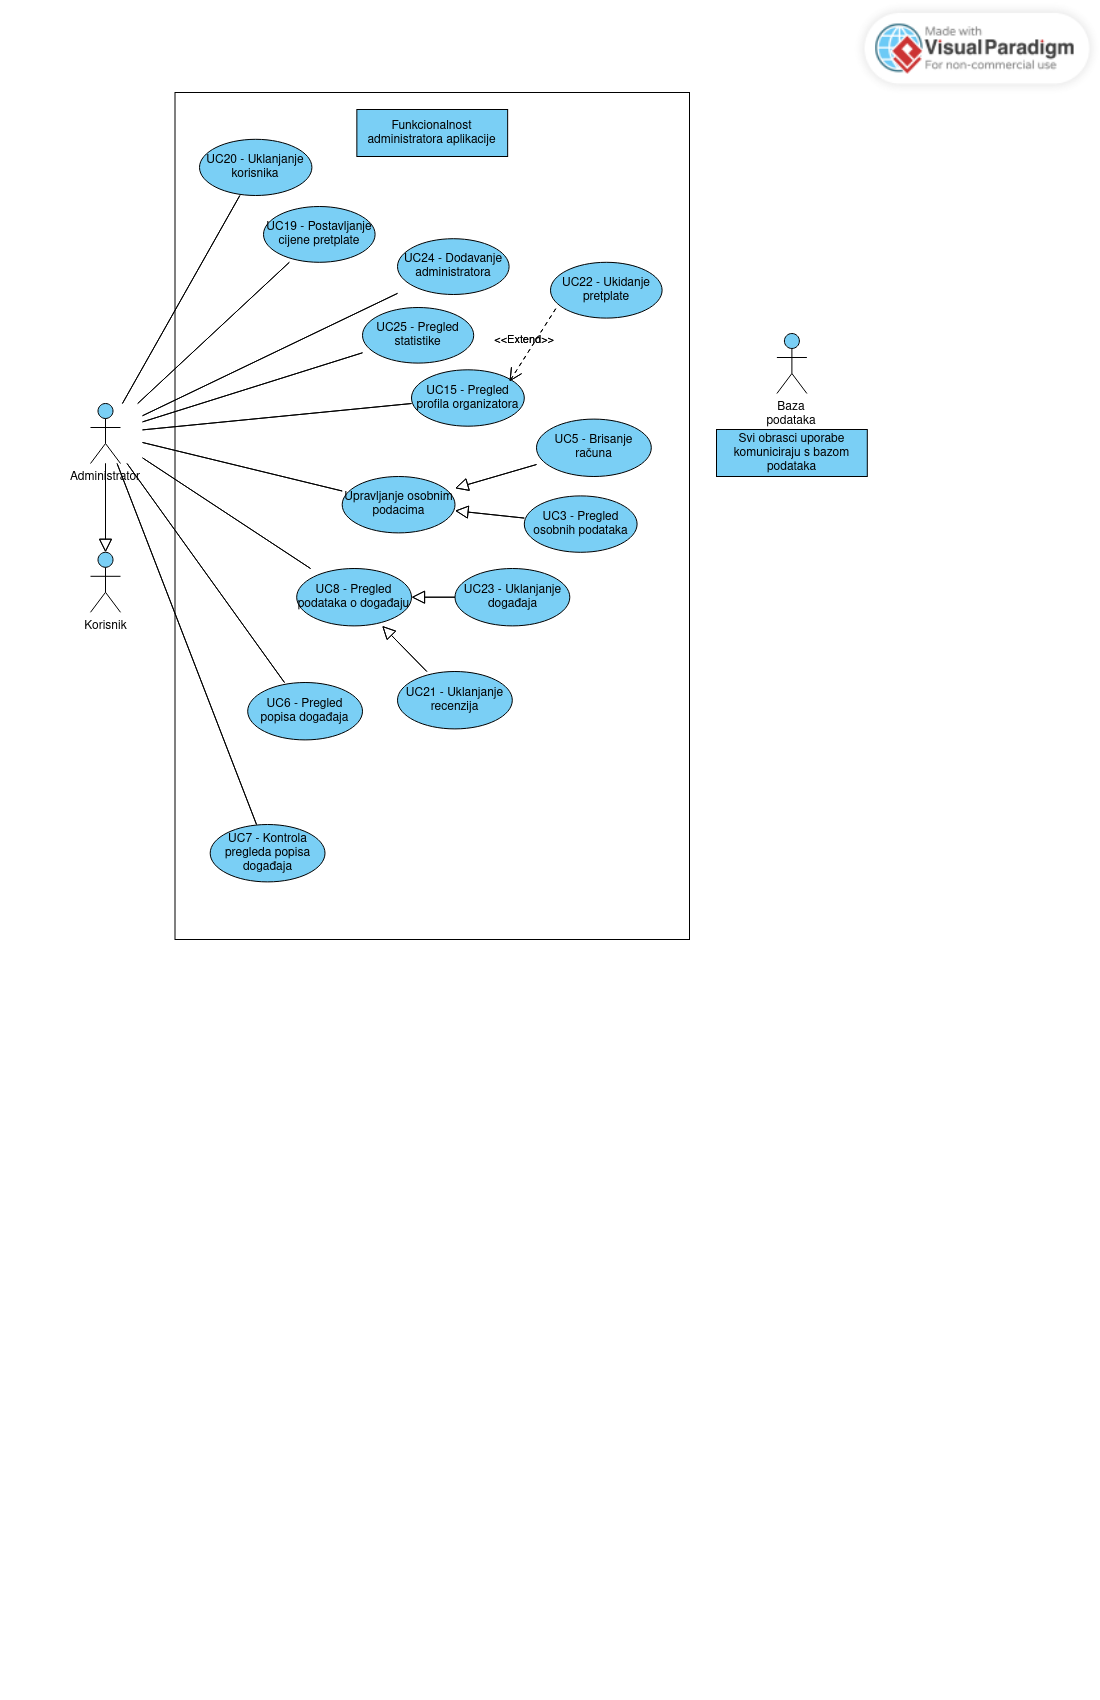 Made with
Visual Paradigm
For non-commercial use
Funkcionalnost
administratora aplikacije
UC20 - Uklanjanje
korisnika
UC19 - Postavljanje
cijene pretplate
UC24 - Dodavanje
administratora
UC22 - Ukidanje
pretplate
UC25 - Pregled
statistike
<<Extend>>
UC15 - Pregled
profila organizatora
Baza
podataka
Svi obrasci uporabe
komuniciraju s bazom
podataka
UC5 - Brisanje
računa
Administrator
Upravljanje osobnim
podacima
UC3 - Pregled
osobnih podataka
UC8 - Pregled
podataka o događaju
UC23 - Uklanjanje
događaja
Korisnik
UC21 - Uklanjanje
recenzija
UC6 - Pregled
popisa događaja
UC7 - Kontrola
pregleda popisa
događaja